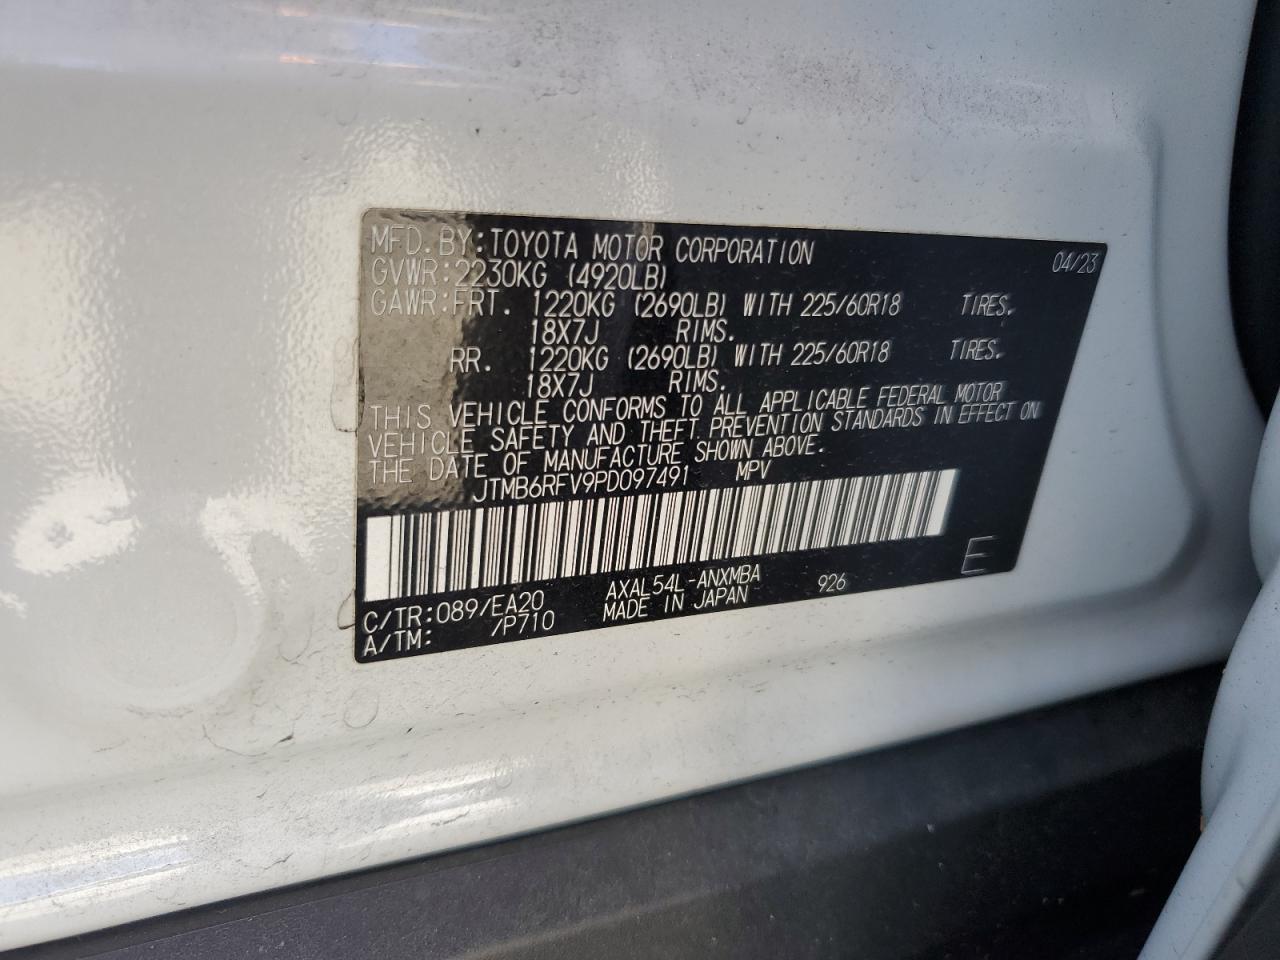 MFD. BY: TOYOTA MOTOR CORPORATION 04/23
GVWR: 2230KG (4920LB)
GAWR: FRT. 1220KG (2690LB) WITH 225/60R18 TIRES.
18X7J RIMS.
RR. 1220KG (2690LB) WITH 225/60R18 TIRES.
18X7J RIMS.
THIS VEHICLE CONFORMS TO ALL APPLICABLE FEDERAL MOTOR
VEHICLE SAFETY AND THEFT PREVENTION STANDARDS IN EFFECT ON
THE DATE OF MANUFACTURE SHOWN ABOVE.
JTMB6RFV9PD097491 MPV
C/TR: 089/EA20 AXAL54L-ANXMBA 926 E
A/TM: /P710 MADE IN JAPAN